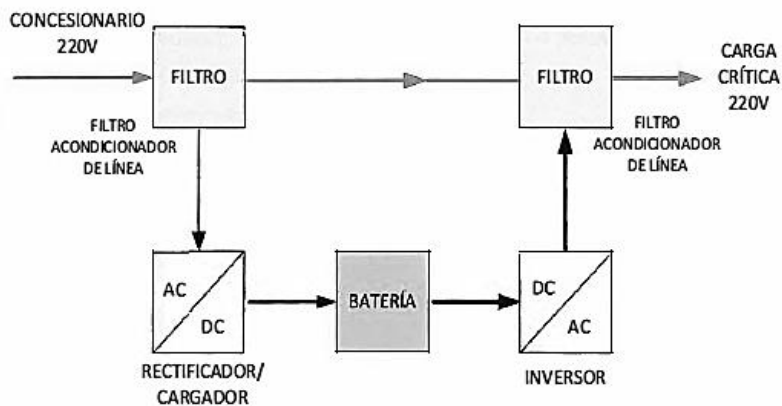 CONCESIONARIO
220V
FILTRO
FILTRO
CARGA
CRÍTICA
220V
FILTRO
ACONDICIONADOR
DE LÍNEA
FILTRO
ACONDICIONADOR
DE LÍNEA
AC
DC
BATERÍA
DC
AC
RECTIFICADOR/
CARGADOR
INVERSOR